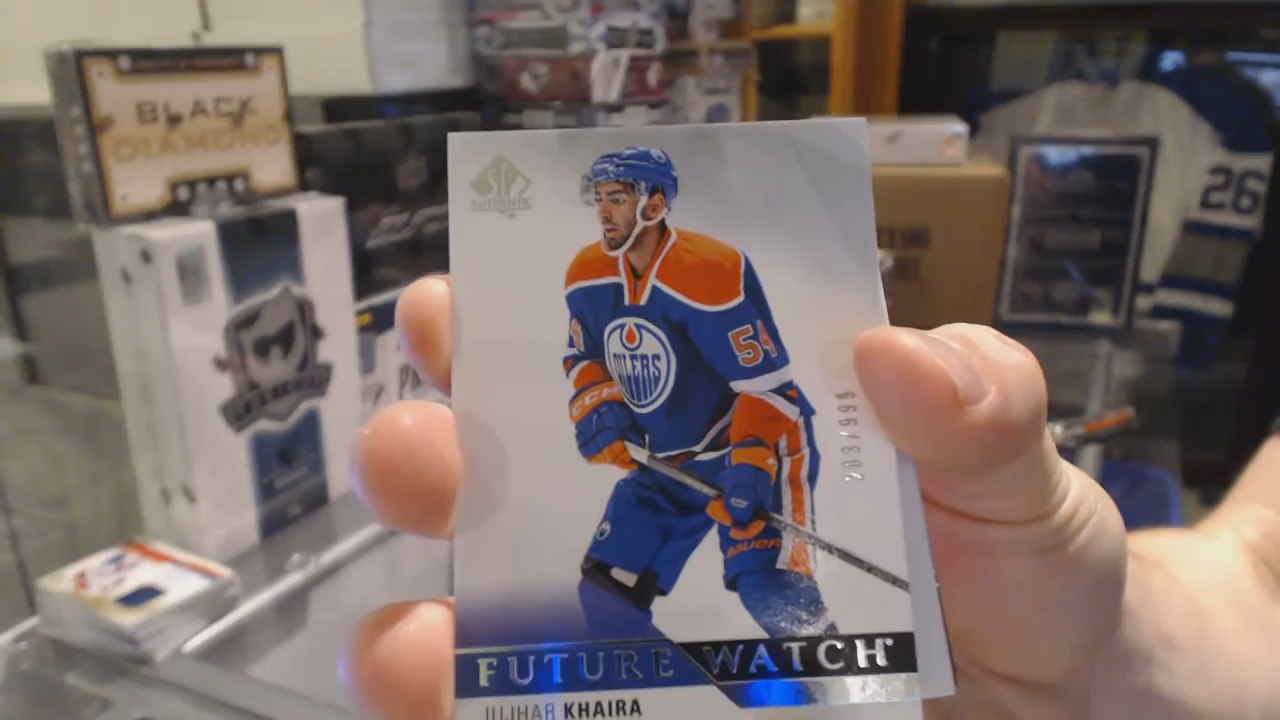 BLACK
DIAMOND
SP
AUTHENTIC
26
54
OILERS
CCM
203/999
BAUER
FUTURE WATCH
JUJHAR KHAIRA